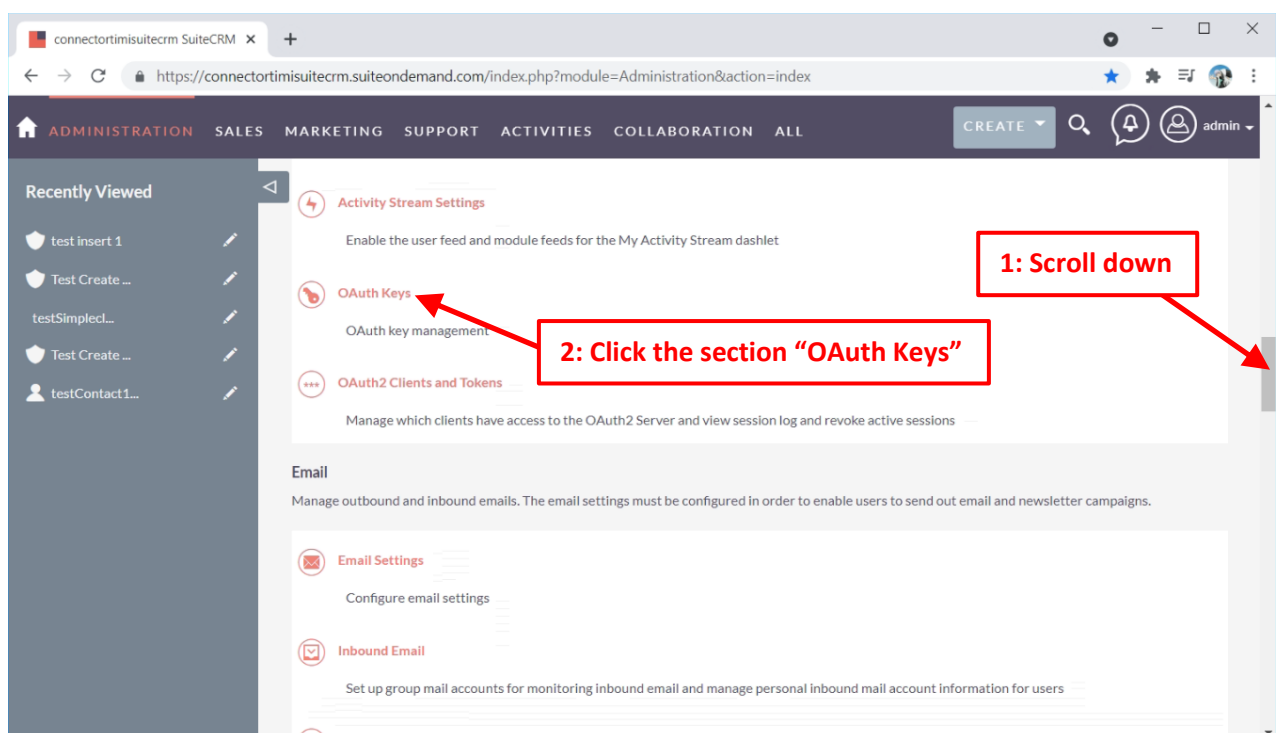 connectortimisuitecrm SuiteCRM
https://connectortimisuitecrm.suiteondemand.com/index.php?module=Administration&action=index
ADMINISTRATION SALES MARKETING SUPPORT ACTIVITIES COLLABORATION ALL CREATE admin
Recently Viewed
test insert 1
Test Create ...
testSimplecl...
Test Create ...
testContact1...
Activity Stream Settings
Enable the user feed and module feeds for the My Activity Stream dashlet
1: Scroll down
OAuth Keys
OAuth key management
2: Click the section “OAuth Keys”
OAuth2 Clients and Tokens
Manage which clients have access to the OAuth2 Server and view session log and revoke active sessions
Email
Manage outbound and inbound emails. The email settings must be configured in order to enable users to send out email and newsletter campaigns.
Email Settings
Configure email settings
Inbound Email
Set up group mail accounts for monitoring inbound email and manage personal inbound mail account information for users